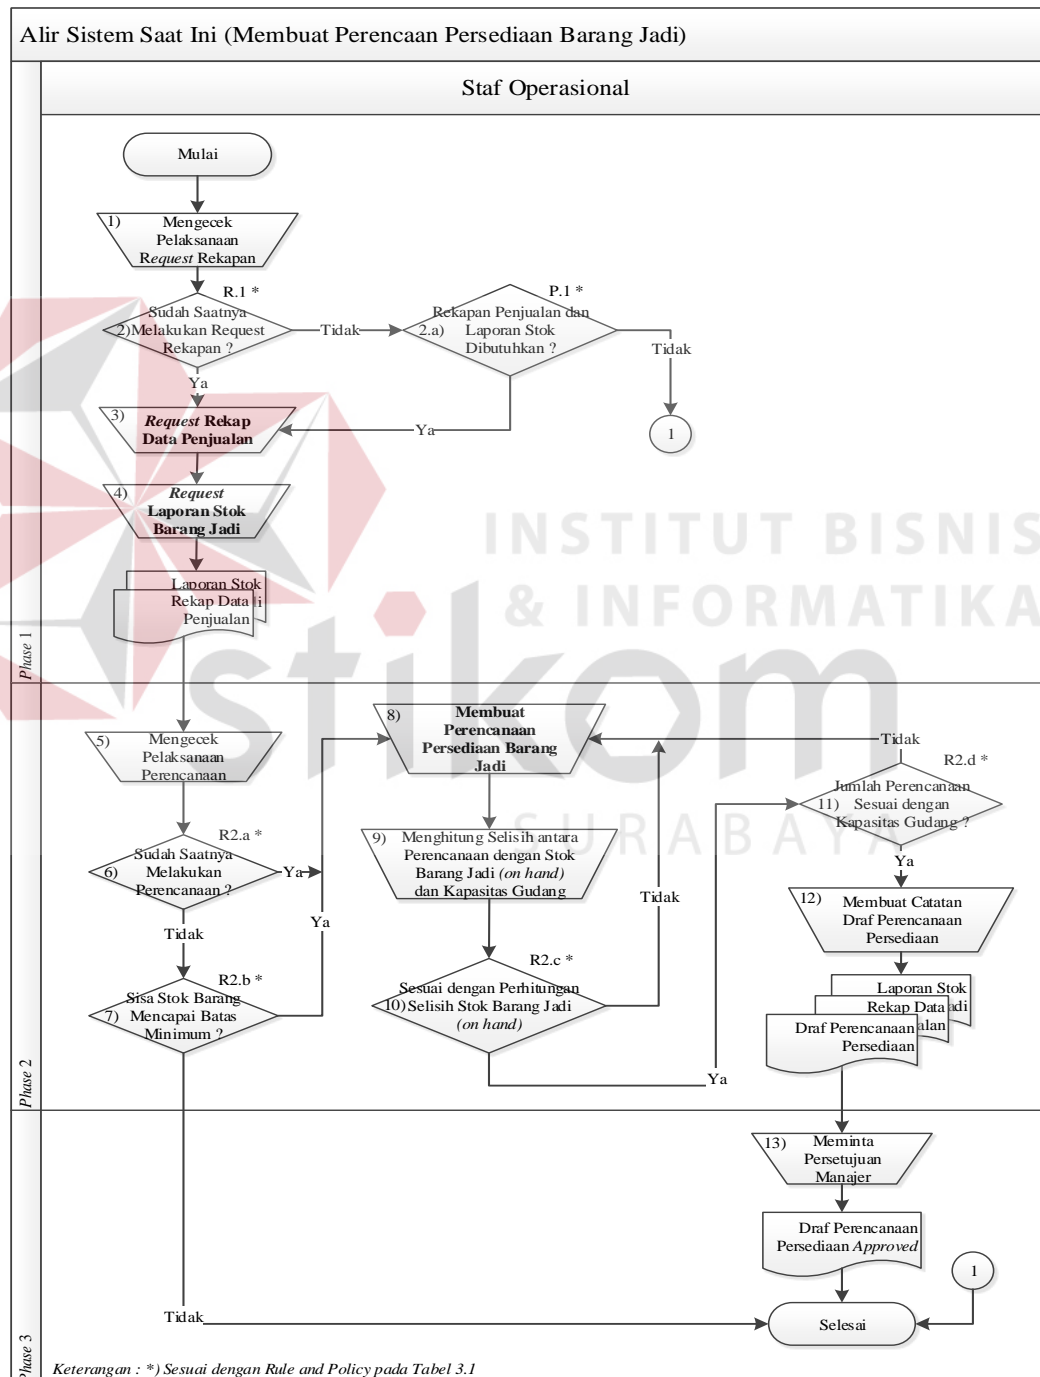 Alir Sistem Saat Ini (Membuat Perencaan Persediaan Barang Jadi)
Staf Operasional
Phase 1
Mulai
1)
Mengecek
Pelaksanaan
Request Rekapan
R.1 *
Sudah Saatnya
2) Melakukan Request
Rekapan ?
Tidak
P.1 *
Rekapan Penjualan dan
2.a) Laporan Stok
Dibutuhkan ?
Tidak
1
Ya
Ya
3)
Request Rekap
Data Penjualan
4)
Request
Laporan Stok
Barang Jadi
Laporan Stok
Rekap Data
Penjualan
INSTITUT BISNIS
& INFORMATIKA
stikom
SURABAYA
Phase 2
5)
Mengecek
Pelaksanaan
Perencanaan
R2.a *
Sudah Saatnya
6) Melakukan
Perencanaan ?
Ya
Tidak
R2.b *
Sisa Stok Barang
7) Mencapai Batas
Minimum ?
Ya
8)
Membuat
Perencanaan
Persediaan Barang
Jadi
9) Menghitung Selisih antara
Perencanaan dengan Stok
Barang Jadi (on hand)
dan Kapasitas Gudang
R2.c *
Sesuai dengan Perhitungan
10) Selisih Stok Barang Jadi
(on hand)
Tidak
Ya
Tidak
R2.d *
Jumlah Perencanaan
11) Sesuai dengan
Kapasitas Gudang ?
Ya
12)
Membuat Catatan
Draf Perencanaan
Persediaan
Laporan Stok
adi
Rekap Data
alan
Draf Perencanaan
Persediaan
Phase 3
13)
Meminta
Persetujuan
Manajer
Draf Perencanaan
Persediaan Approved
1
Tidak
Selesai
Keterangan : *) Sesuai dengan Rule and Policy pada Tabel 3.1